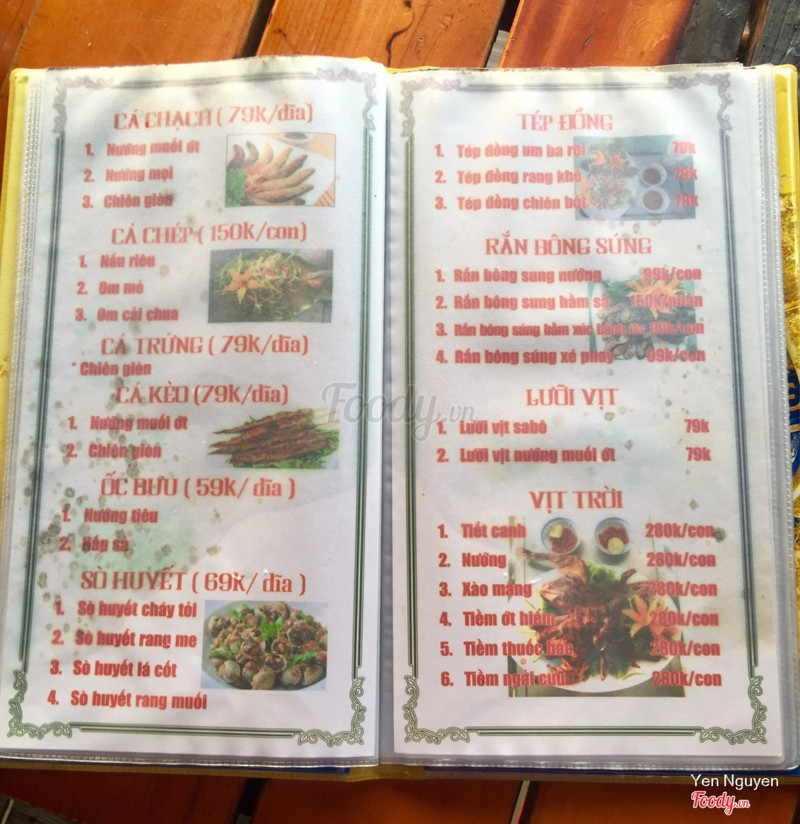 CÁ CHẠCH ( 79k/đĩa)
1. Nướng muối ớt
2. Nướng mọi
3. Chiên giòn
CÁ CHÉP ( 150k/con)
1. Nấu riêu
2. Om mẻ
3. Om cải chua
CÁ TRỨNG ( 79k/đĩa)
* Chiên giòn
CÁ KÈO (79k/đĩa)
1. Nướng muối ớt
2. Chiên giòn
ỐC BƯU ( 59k/ đĩa )
1. Nướng tiêu
2. Hấp sả
SÒ HUYẾT ( 69k/ đĩa )
1. Sò huyết cháy tỏi
2. Sò huyết rang me
3. Sò huyết lá cốt
4. Sò huyết rang muối
TÉP ĐỒNG
1. Tép đồng um ba rọi 79k
2. Tép đồng rang khế 79k
3. Tép đồng chiên bột 79k
RẮN BÔNG SÚNG
1. Rắn bông sung nướng 99k/con
2. Rắn bông sung hầm sả 150k/phần
3. Rắn bông súng bằm xúc bánh đa 199k/con
4. Rắn bông súng xé phay 99k/con
LƯỠI VỊT
1. Lưỡi vịt sabô 79k
2. Lưỡi vịt nướng muối ớt 79k
VỊT TRỜI
1. Tiết canh 280k/con
2. Nướng 280k/con
3. Xào măng 280k/con
4. Tiềm ớt hiểm 280k/con
5. Tiềm thuốc bắc 280k/con
6. Tiềm ngải cứu 280k/con
Foody.vn
Yen Nguyen
Foody.vn